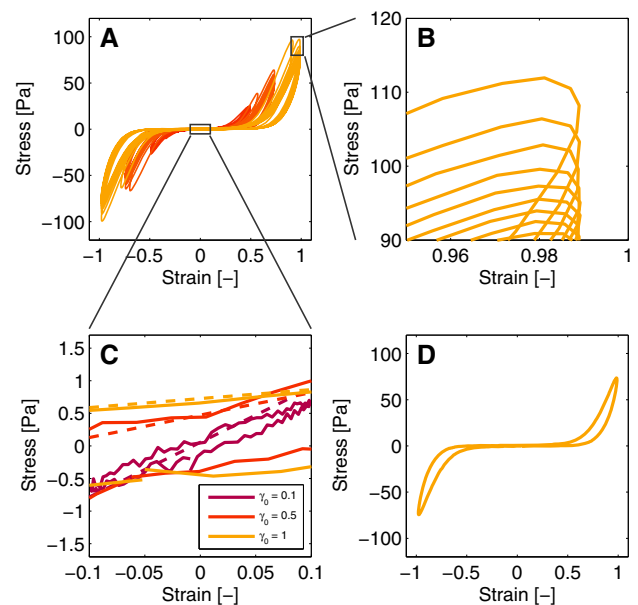 A
Stress [Pa]
100
50
0
−50
−100
−1
−0.5
0
0.5
1
Strain [−]
B
Stress [Pa]
120
110
100
90
0.96
0.98
1
Strain [−]
C
Stress [Pa]
1.5
1
0.5
0
−0.5
−1
−1.5
−0.1
−0.05
0
0.05
0.1
Strain [−]
γ0 = 0.1
γ0 = 0.5
γ0 = 1
D
Stress [Pa]
100
50
0
−50
−100
−1
−0.5
0
0.5
1
Strain [−]